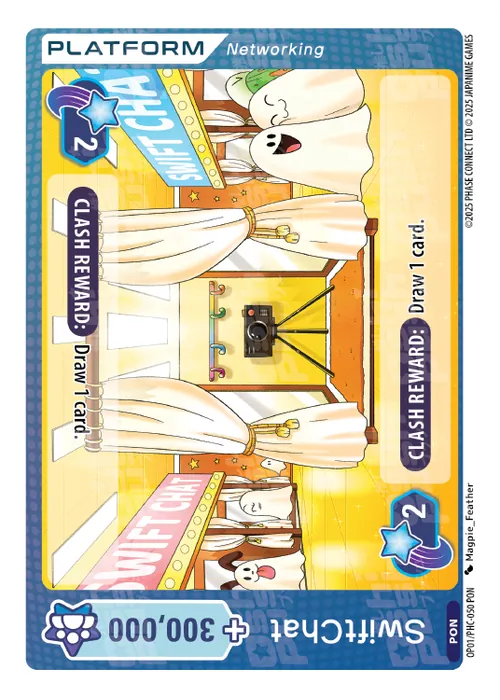 PLATFORM
Networking
SWIFT CHA
2
CLASH REWARD: Draw 1 card.
CLASH REWARD: Draw 1 card.
2
SWIFT CHAT
SwiftChat
+300,000
PON
OP01/PHC-050 PON
Magpie_Feather
©2025 PHASE CONNECT LTD © 2025 JAPANIME GAMES